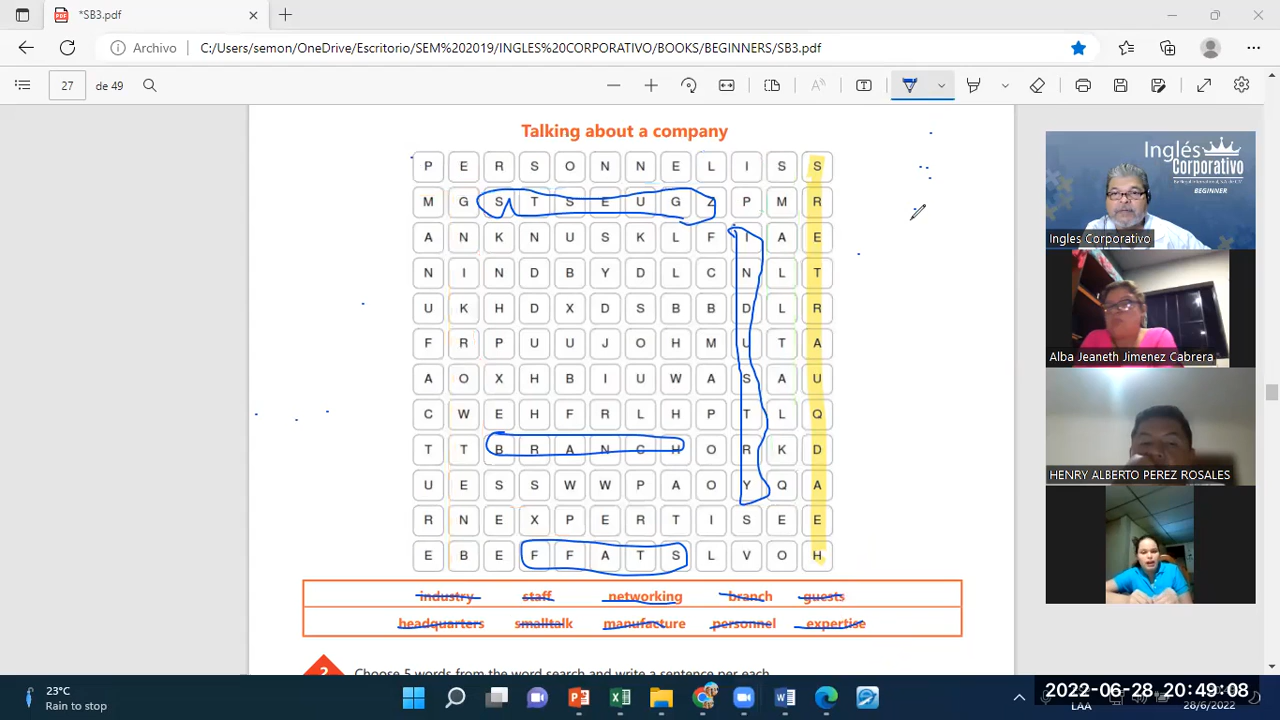 *SB3.pdf
Archivo
C:/Users/semon/OneDrive/Escritorio/SEM%202019/INGLES%20CORPORATIVO/BOOKS/BEGINNERS/SB3.pdf
27 de 49
Talking about a company
P E R S O N N E L I S S
M G S T S E U G Z P M R
A N K N U S K L F I A E
N I N D B Y D L C N L T
U K H D X D S B B D L R
F R P U U J O H M U T A
A O X H B I U W A S A U
C W E H F R L H P T L Q
T T B R A N C H O R K D
U E S S W W P A O Y Q A
R N E X P E R T I S E E
E B E F F A T S L V O H
industry staff networking branch guests
headquarters smalltalk manufacture personnel expertise
2
Choose 5 words from the word search and write a sentence per each
Inglés
Corporativo
BEGINNER
Ingles Corporativo
Alba Jeaneth Jimenez Cabrera
HENRY ALBERTO PEREZ ROSALES
23°C
Rain to stop
LAA
2022-06-28 20:49:08
28/6/2022